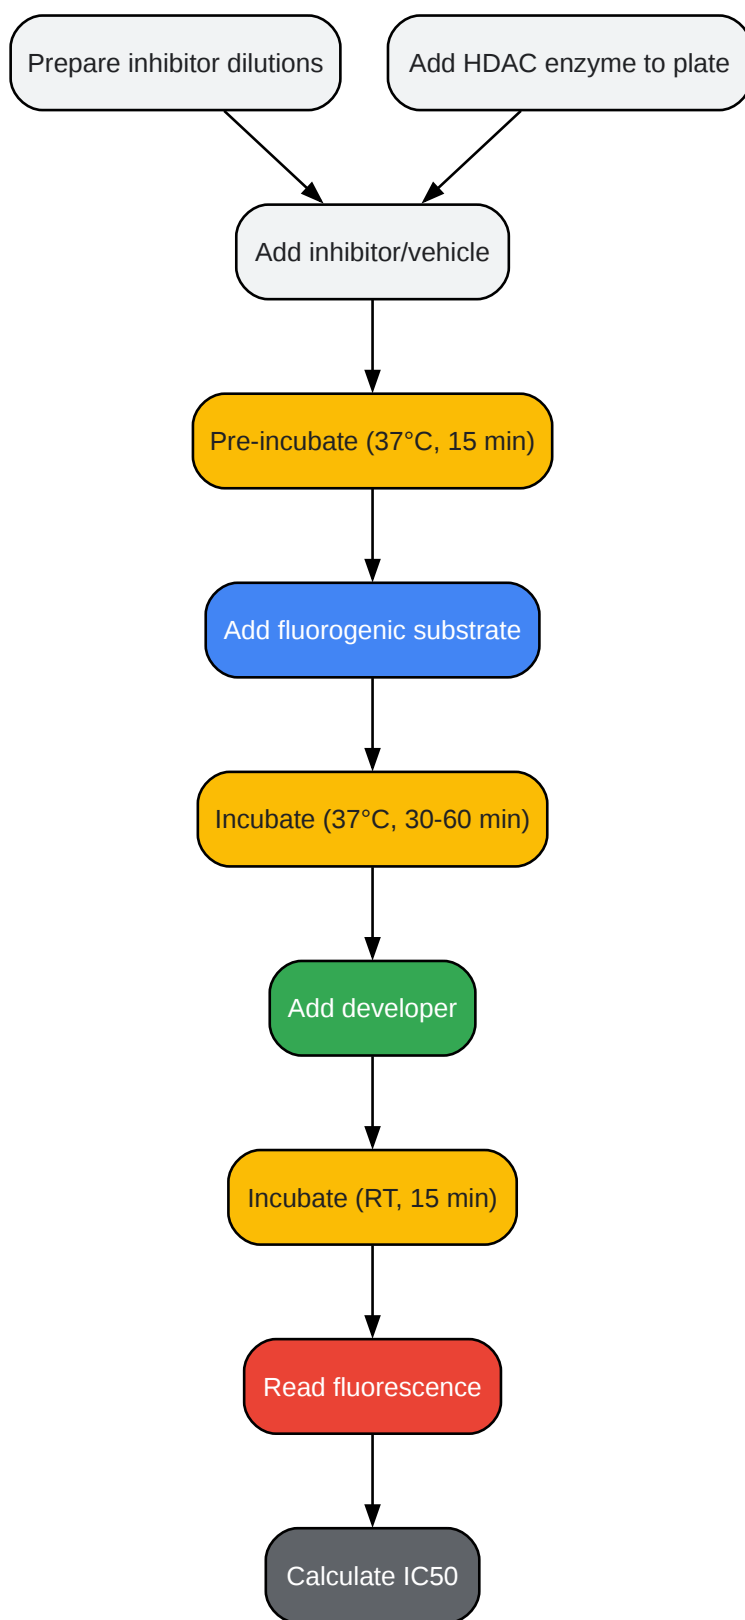 Prepare inhibitor dilutions
Add HDAC enzyme to plate
Add inhibitor/vehicle
Pre-incubate (37°C, 15 min)
Add fluorogenic substrate
Incubate (37°C, 30-60 min)
Add developer
Incubate (RT, 15 min)
Read fluorescence
Calculate IC50